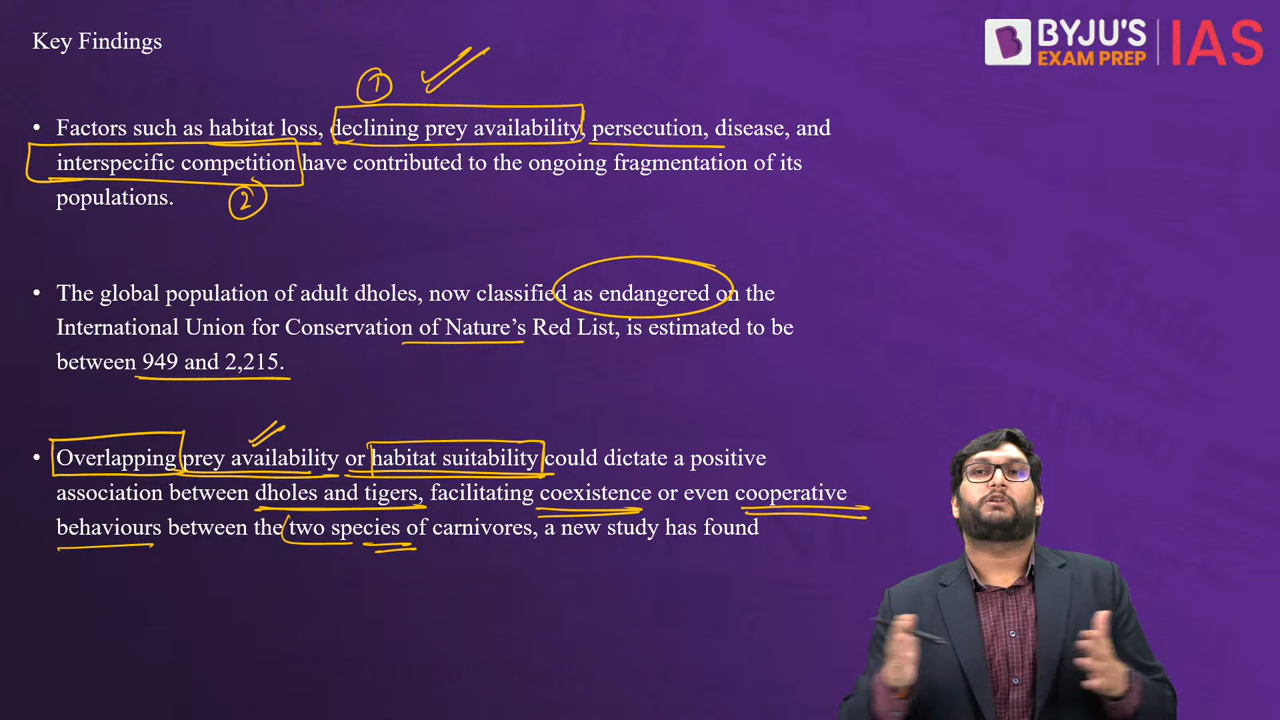 Key Findings
BYJU'S
EXAM PREP
IAS
1
• Factors such as habitat loss, declining prey availability, persecution, disease, and
interspecific competition have contributed to the ongoing fragmentation of its
populations.
2
• The global population of adult dholes, now classified as endangered on the
International Union for Conservation of Nature's Red List, is estimated to be
between 949 and 2,215.
• Overlapping prey availability or habitat suitability could dictate a positive
association between dholes and tigers, facilitating coexistence or even cooperative
behaviours between the two species of carnivores, a new study has found